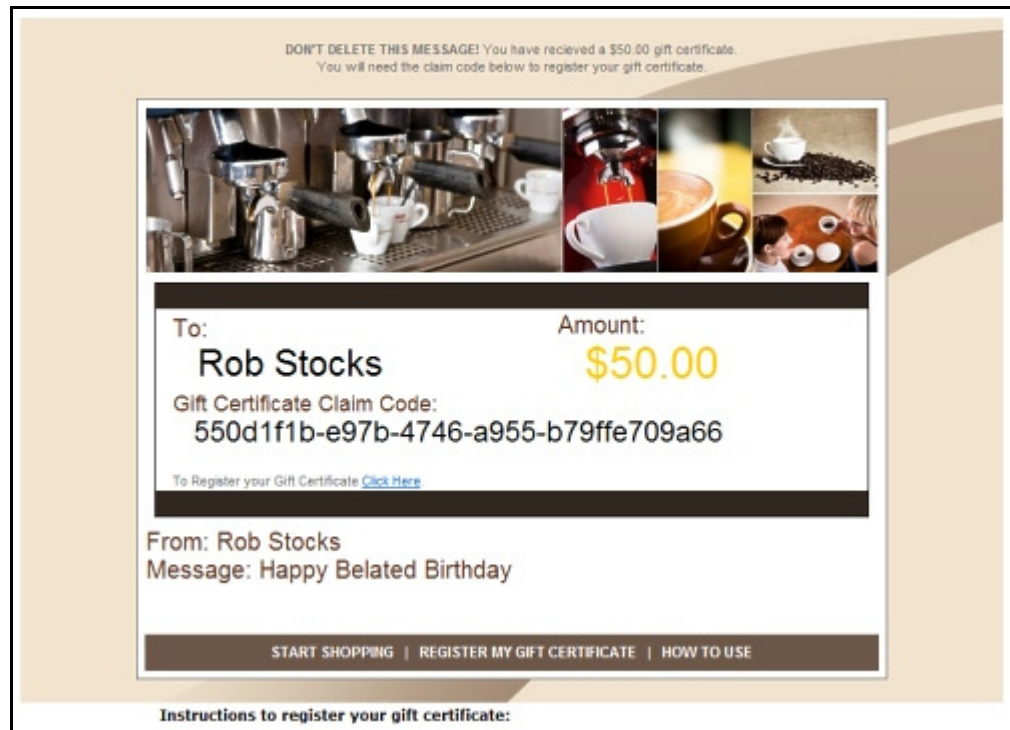 DON'T DELETE THIS MESSAGE! You have recieved a $50.00 gift certificate.
You will need the claim code below to register your gift certificate.
To:
Amount:
Rob Stocks
$50.00
Gift Certificate Claim Code:
550d1f1b-e97b-4746-a955-b79ffe709a66
To Register your Gift Certificate Click Here.
From: Rob Stocks
Message: Happy Belated Birthday
START SHOPPING | REGISTER MY GIFT CERTIFICATE | HOW TO USE
Instructions to register your gift certificate: